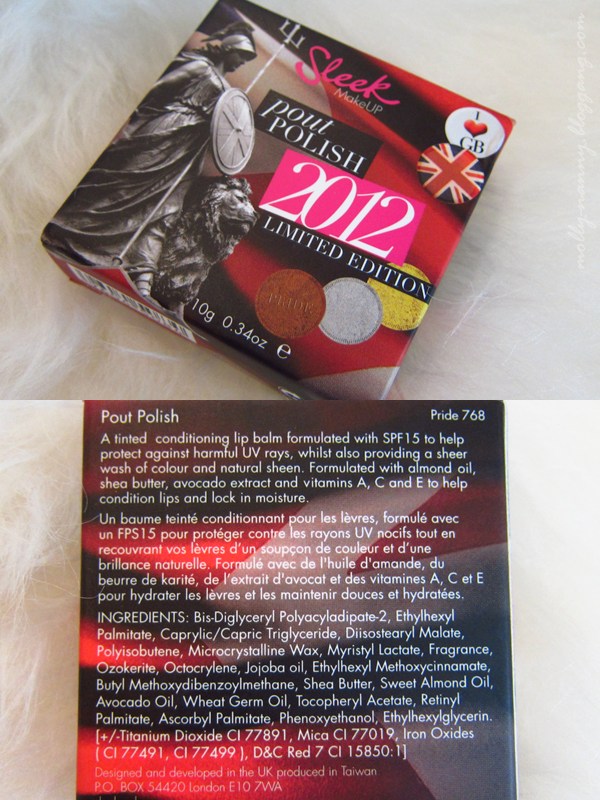 Sleek
MakeUP
pout
POLISH
2012
LIMITED EDITION
I
GB
PRIDE
10g 0.34oz e
molly-nanny.bloggang.com
Pout Polish Pride 768
A tinted conditioning lip balm formulated with SPF15 to help
protect against harmful UV rays, whilst also providing a sheer
wash of colour and natural sheen. Formulated with almond oil,
shea butter, avocado extract and vitamins A, C and E to help
condition lips and lock in moisture.
Un baume teinté conditionnant pour les lèvres, formulé avec
un FPS15 pour protéger contre les rayons UV nocifs tout en
recouvrant vos lèvres d'un soupçon de couleur et d'une
brillance naturelle. Formulé avec de l'huile d'amande, du
beurre de karité, de l'extrait d'avocat et des vitamines A, C et E
pour hydrater les lèvres et les maintenir douces et hydratées.
INGREDIENTS: Bis-Diglyceryl Polyacyladipate-2, Ethylhexyl
Palmitate, Caprylic/Capric Triglyceride, Diisostearyl Malate,
Polyisobutene, Microcrystalline Wax, Myristyl Lactate, Fragrance,
Ozokerite, Octocrylene, Jojoba oil, Ethylhexyl Methoxycinnamate,
Butyl Methoxydibenzoylmethane, Shea Butter, Sweet Almond Oil,
Avocado Oil, Wheat Germ Oil, Tocopheryl Acetate, Retinyl
Palmitate, Ascorbyl Palmitate, Phenoxyethanol, Ethylhexylglycerin.
[+/-Titanium Dioxide CI 77891, Mica CI 77019, Iron Oxides
( CI 77491, CI 77499 ), D&C Red 7 CI 15850:1]
Designed and developed in the UK produced in Taiwan
P.O. BOX 54420 London E10 7WA